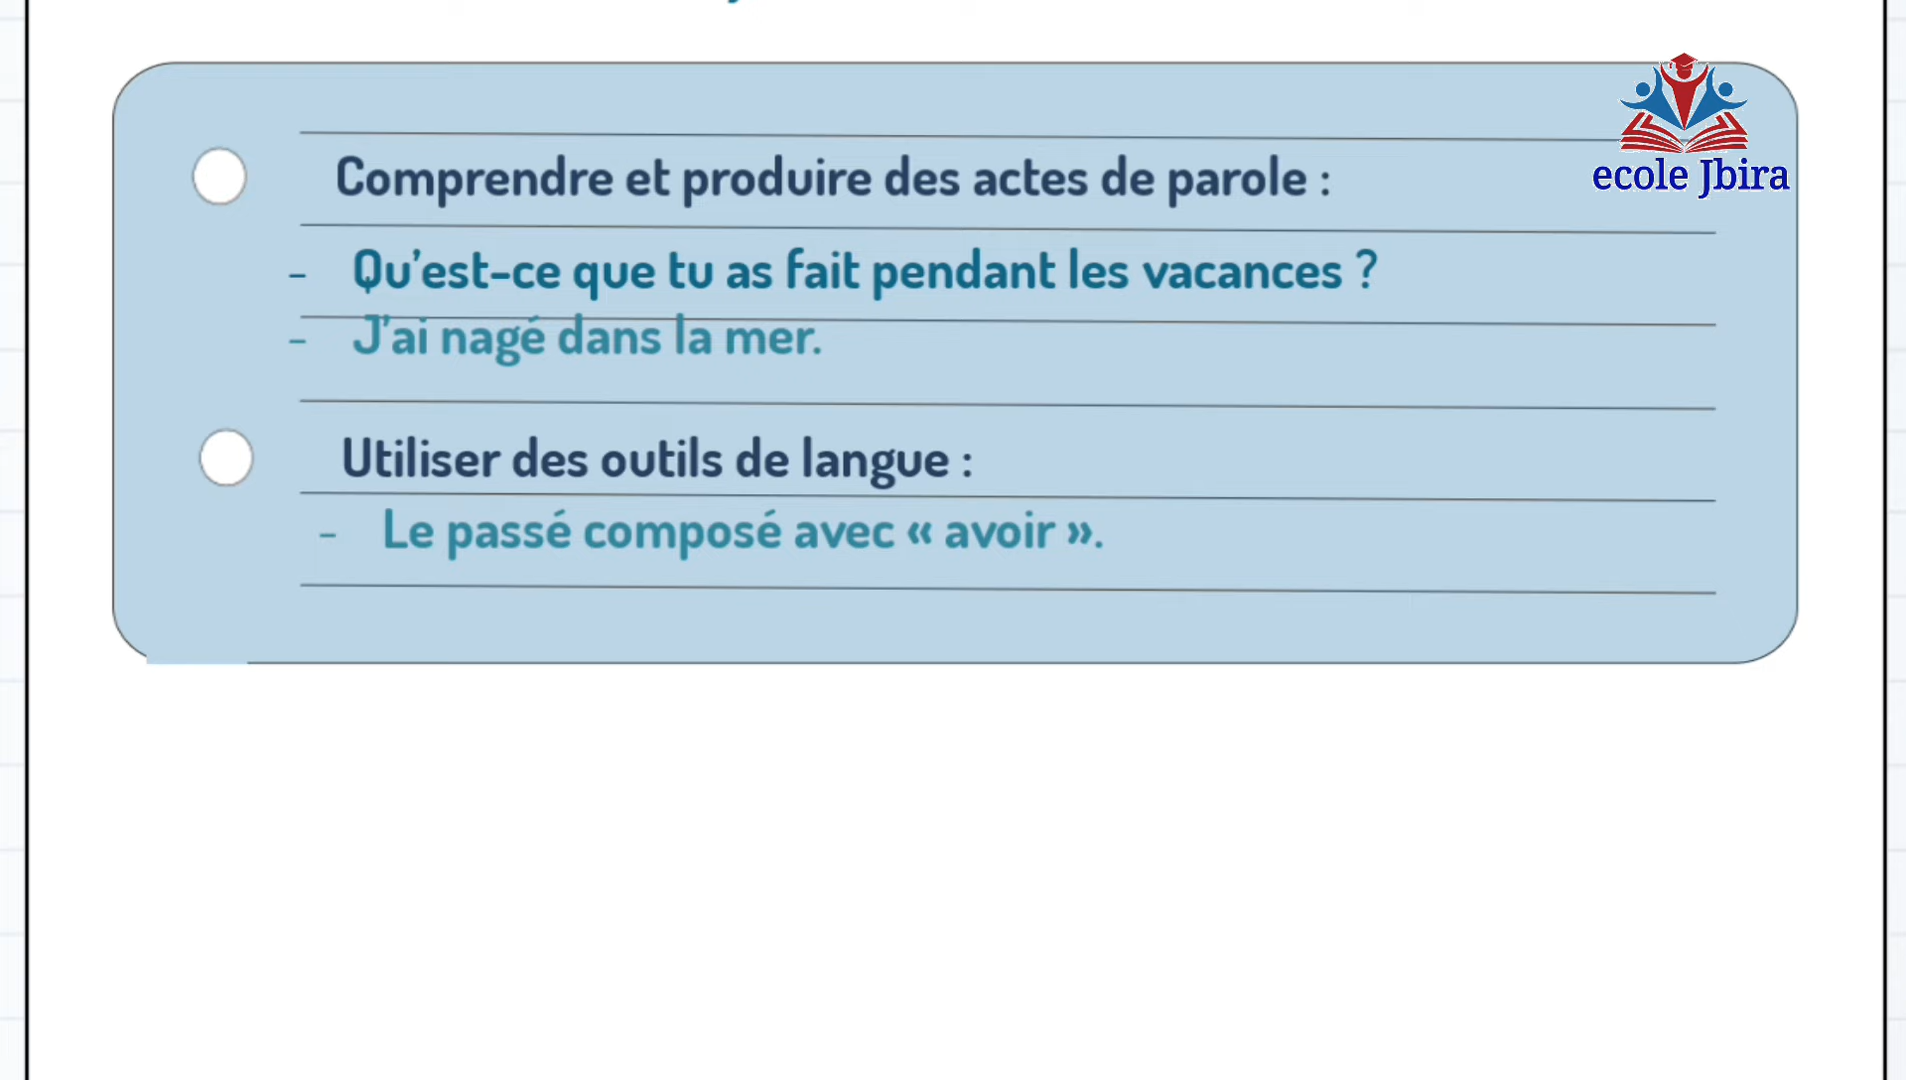 ecole Jbira
Comprendre et produire des actes de parole :
- Qu’est-ce que tu as fait pendant les vacances ?
- J’ai nagé dans la mer.
Utiliser des outils de langue :
- Le passé composé avec « avoir ».